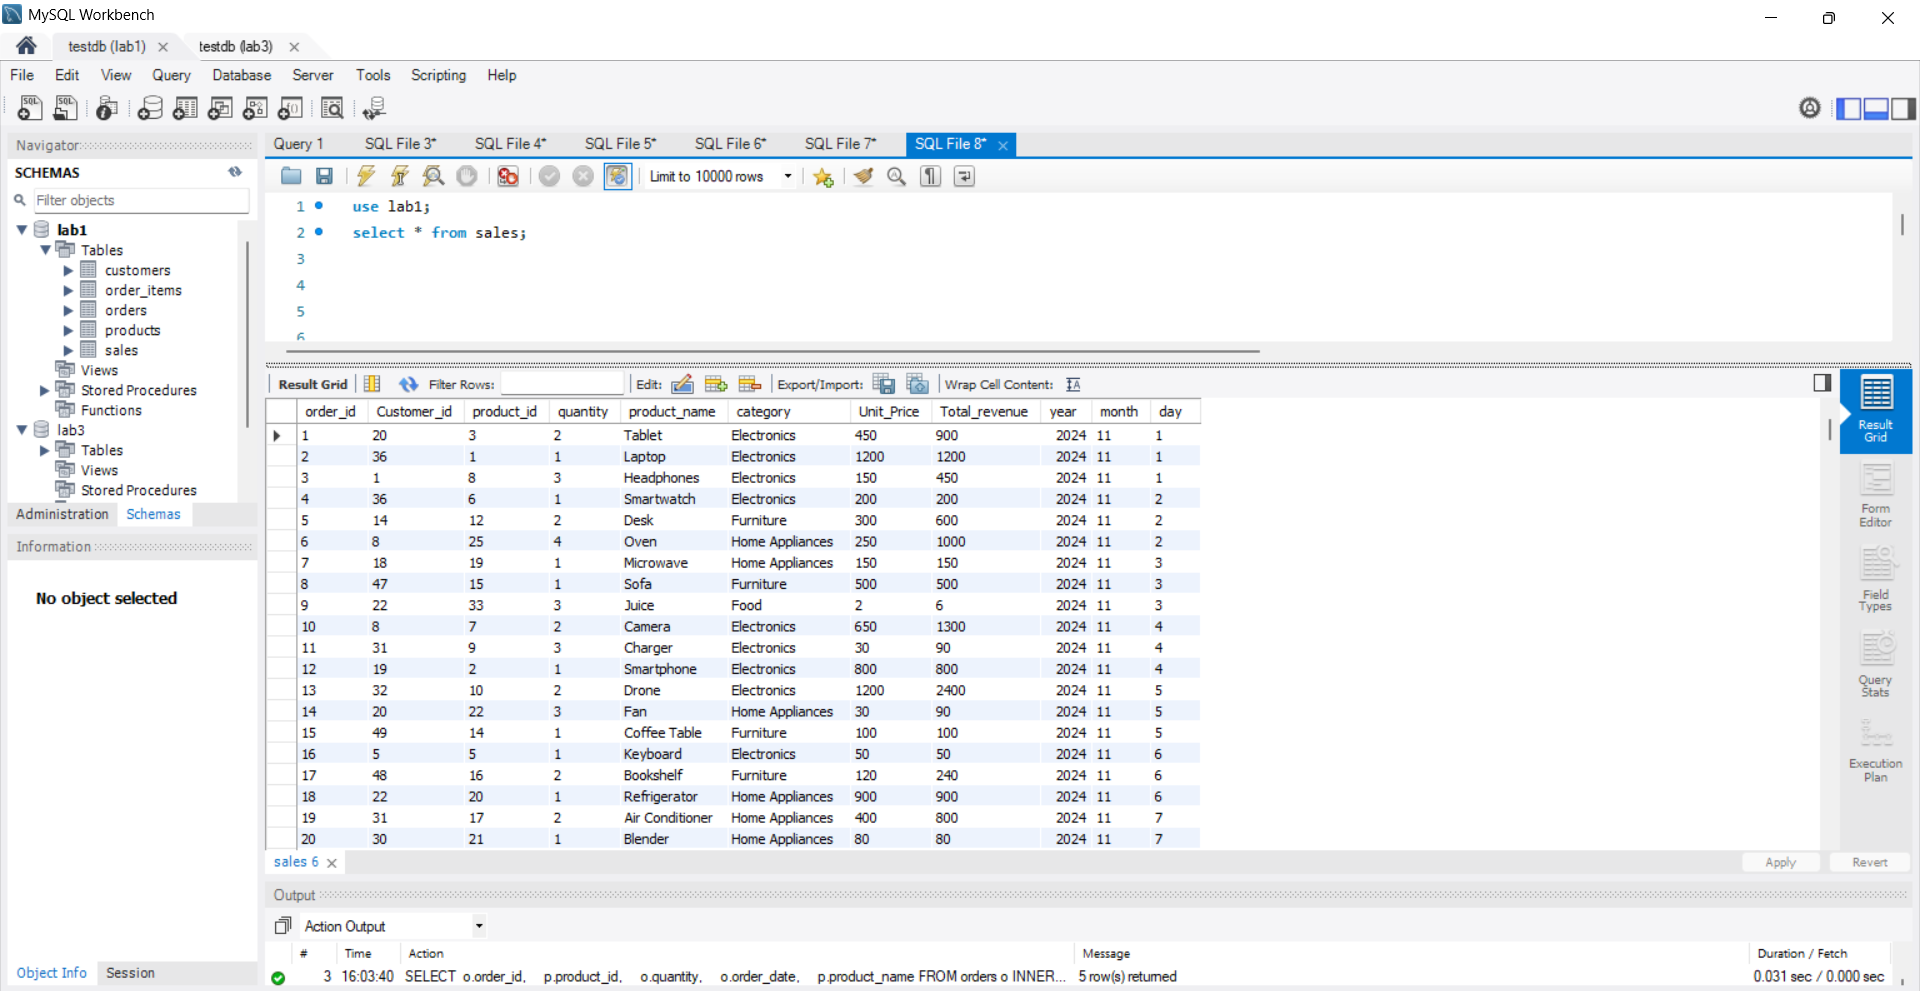 MySQL Workbench
testdb (lab1) testdb (lab3)
File Edit View Query Database Server Tools Scripting Help
Navigator
SCHEMAS
Filter objects
lab1
Tables
customers
order_items
orders
products
sales
Views
Stored Procedures
Functions
lab3
Tables
Views
Stored Procedures
Administration Schemas
Information
No object selected
Object Info Session
Query 1 SQL File 3* SQL File 4* SQL File 5* SQL File 6* SQL File 7* SQL File 8*
Limit to 10000 rows
1 use lab1;
2 select * from sales;
3
4
5
6
Result Grid Filter Rows: Edit: Export/Import: Wrap Cell Content:
order_id Customer_id product_id quantity product_name category Unit_Price Total_revenue year month day
1 20 3 2 Tablet Electronics 450 900 2024 11 1
2 36 1 1 Laptop Electronics 1200 1200 2024 11 1
3 1 8 3 Headphones Electronics 150 450 2024 11 1
4 36 6 1 Smartwatch Electronics 200 200 2024 11 2
5 14 12 2 Desk Furniture 300 600 2024 11 2
6 8 25 4 Oven Home Appliances 250 1000 2024 11 2
7 18 19 1 Microwave Home Appliances 150 150 2024 11 3
8 47 15 1 Sofa Furniture 500 500 2024 11 3
9 22 33 3 Juice Food 2 6 2024 11 3
10 8 7 2 Camera Electronics 650 1300 2024 11 4
11 31 9 3 Charger Electronics 30 90 2024 11 4
12 19 2 1 Smartphone Electronics 800 800 2024 11 4
13 32 10 2 Drone Electronics 1200 2400 2024 11 5
14 20 22 3 Fan Home Appliances 30 90 2024 11 5
15 49 14 1 Coffee Table Furniture 100 100 2024 11 5
16 5 5 1 Keyboard Electronics 50 50 2024 11 6
17 48 16 2 Bookshelf Furniture 120 240 2024 11 6
18 22 20 1 Refrigerator Home Appliances 900 900 2024 11 6
19 31 17 2 Air Conditioner Home Appliances 400 800 2024 11 7
20 30 21 1 Blender Home Appliances 80 80 2024 11 7
Result
Grid
Form
Editor
Field
Types
Query
Stats
Execution
Plan
sales 6 Apply Revert
Output
Action Output
# Time Action Message Duration / Fetch
3 16:03:40 SELECT o.order_id, p.product_id, o.quantity, o.order_date, p.product_name FROM orders o INNER... 5 row(s) returned 0.031 sec / 0.000 sec